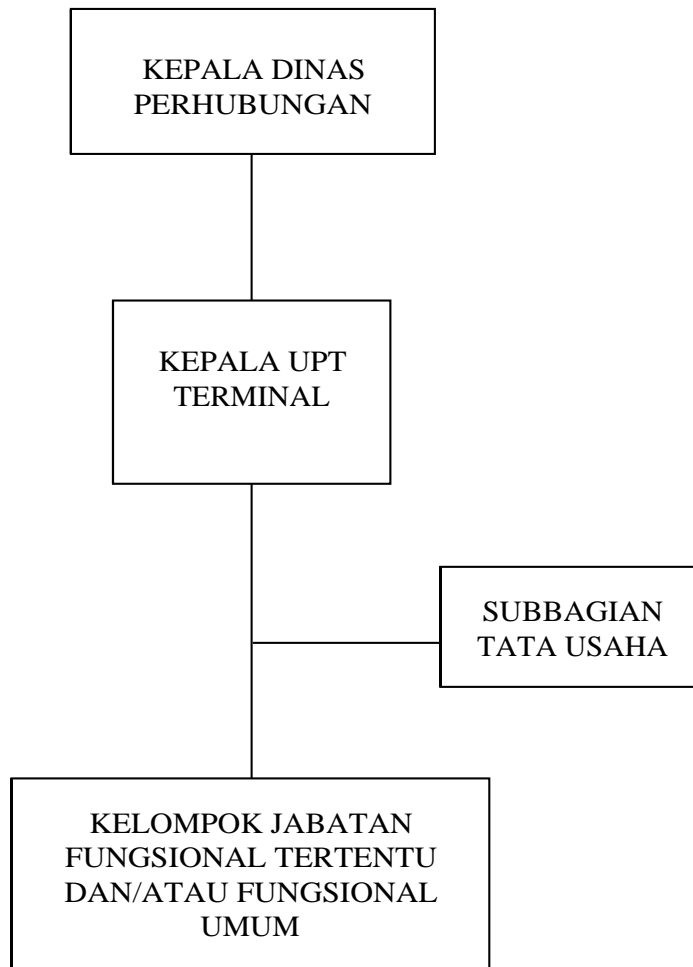 KEPALA DINAS
PERHUBUNGAN
KEPALA UPT
TERMINAL
SUBBAGIAN
TATA USAHA
KELOMPOK JABATAN
FUNGSIONAL TERTENTU
DAN/ATAU FUNGSIONAL
UMUM